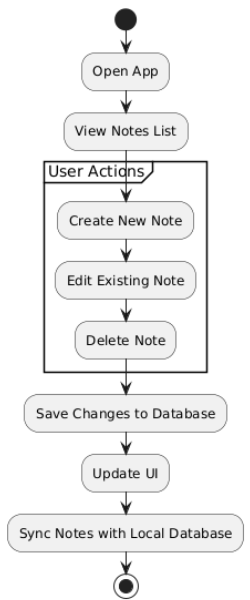 Open App
View Notes List
User Actions
Create New Note
Edit Existing Note
Delete Note
Save Changes to Database
Update UI
Sync Notes with Local Database